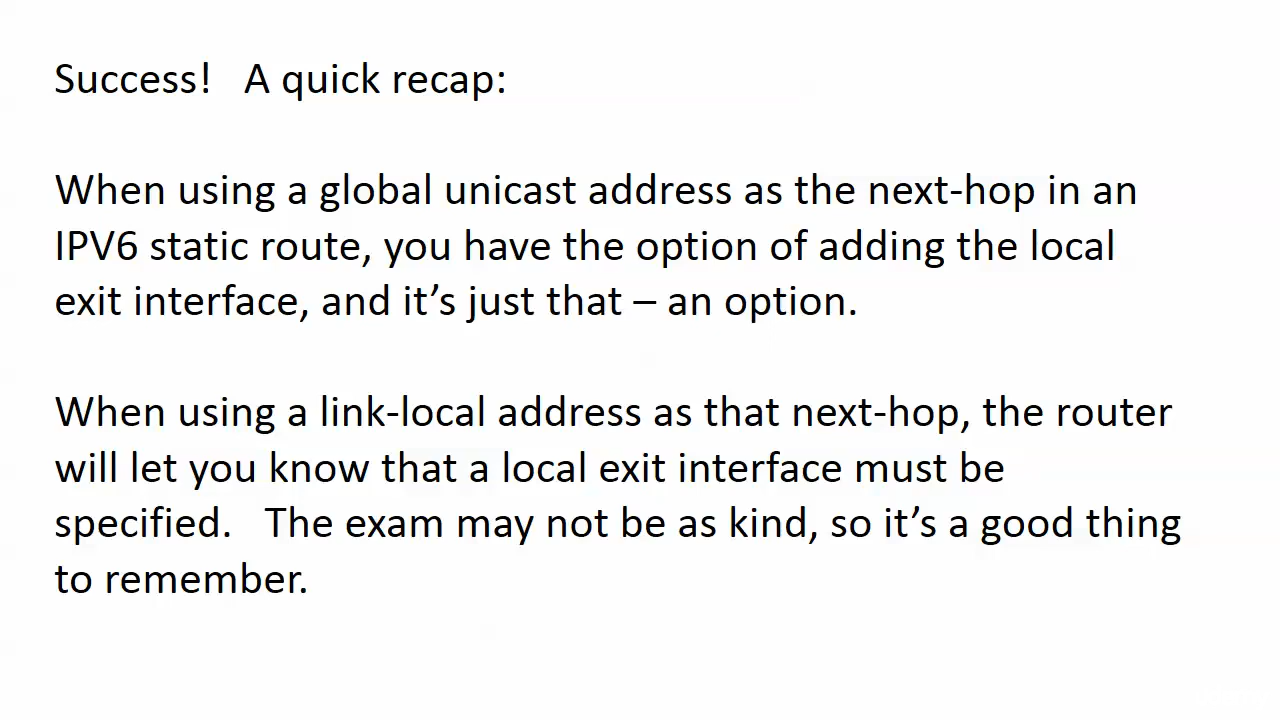 Success!   A quick recap:
When using a global unicast address as the next-hop in an
IPV6 static route, you have the option of adding the local
exit interface, and it’s just that – an option.
When using a link-local address as that next-hop, the router
will let you know that a local exit interface must be
specified.   The exam may not be as kind, so it’s a good thing
to remember.